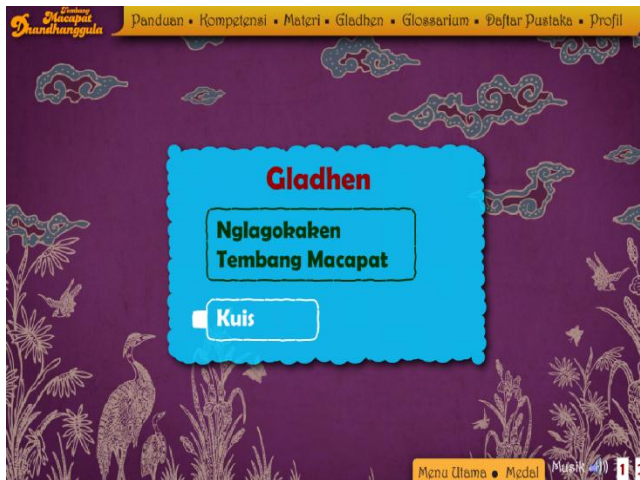 Tembang
Macapat
Dhandhanggula
Panduan • Kompetensi • Materi • Gladhen • Glossarium • Daftar Pustaka • Profil
Gladhen
Nglagokaken
Tembang Macapat
Kuis
Menu Utama • Medal
Musik
1